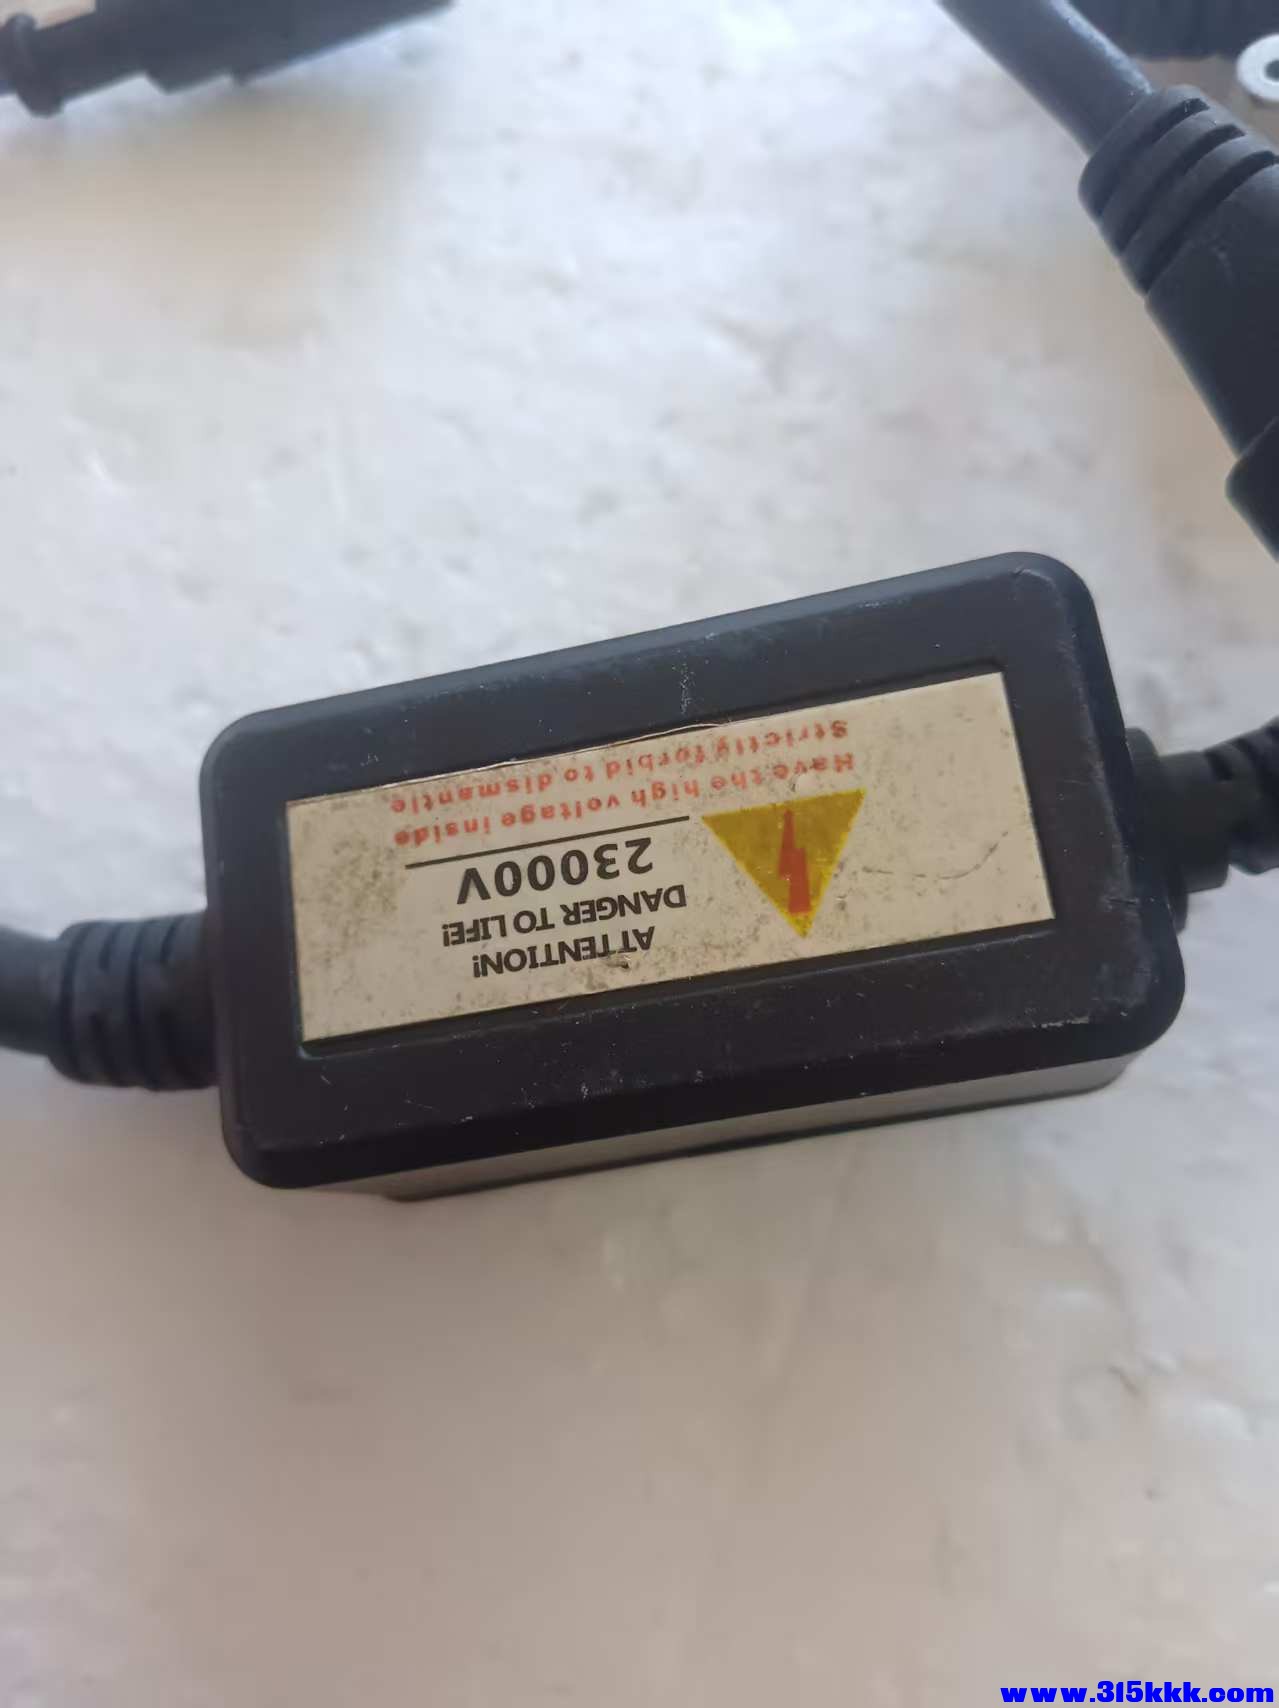 ATTENTION!
DANGER TO LIFE!
23000V
Have the high voltage inside
Strictly forbid to dismantle.
www.315kkk.com